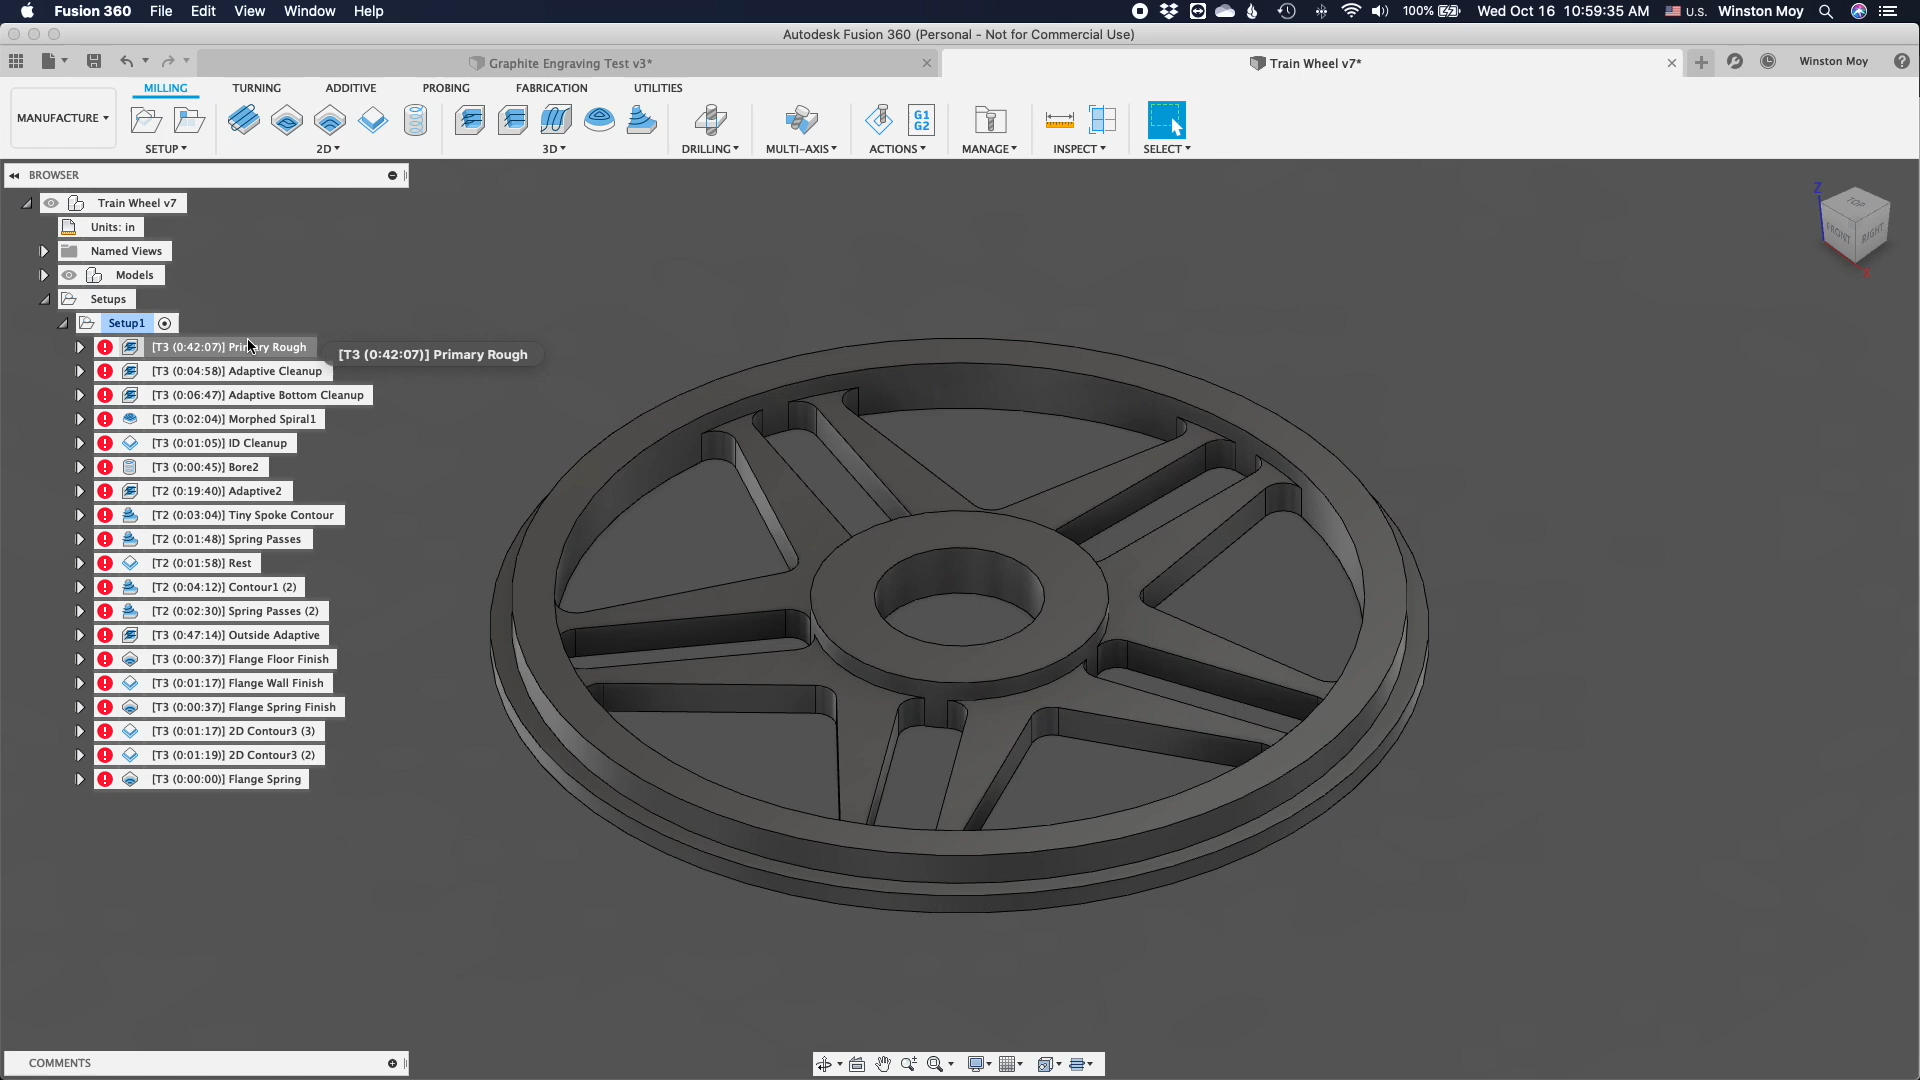 Fusion 360 File Edit View Window Help 100% Wed Oct 16 10:59:35 AM U.S. Winston Moy
Autodesk Fusion 360 (Personal - Not for Commercial Use)
Graphite Engraving Test v3* Train Wheel v7* Winston Moy
MILLING TURNING ADDITIVE PROBING FABRICATION UTILITIES
MANUFACTURE
G1
G2
SETUP 2D 3D DRILLING MULTI-AXIS ACTIONS MANAGE INSPECT SELECT
BROWSER
Train Wheel v7
Units: in
Named Views
Models
Setups
Setup1
[T3 (0:42:07)] Primary Rough
[T3 (0:42:07)] Primary Rough
[T3 (0:04:58)] Adaptive Cleanup
[T3 (0:06:47)] Adaptive Bottom Cleanup
[T3 (0:02:04)] Morphed Spiral1
[T3 (0:01:05)] ID Cleanup
[T3 (0:00:45)] Bore2
[T2 (0:19:40)] Adaptive2
[T2 (0:03:04)] Tiny Spoke Contour
[T2 (0:01:48)] Spring Passes
[T2 (0:01:58)] Rest
[T2 (0:04:12)] Contour1 (2)
[T2 (0:02:30)] Spring Passes (2)
[T3 (0:47:14)] Outside Adaptive
[T3 (0:00:37)] Flange Floor Finish
[T3 (0:01:17)] Flange Wall Finish
[T3 (0:00:37)] Flange Spring Finish
[T3 (0:01:17)] 2D Contour3 (3)
[T3 (0:01:19)] 2D Contour3 (2)
[T3 (0:00:00)] Flange Spring
Z
TOP
FRONT RIGHT
X
COMMENTS